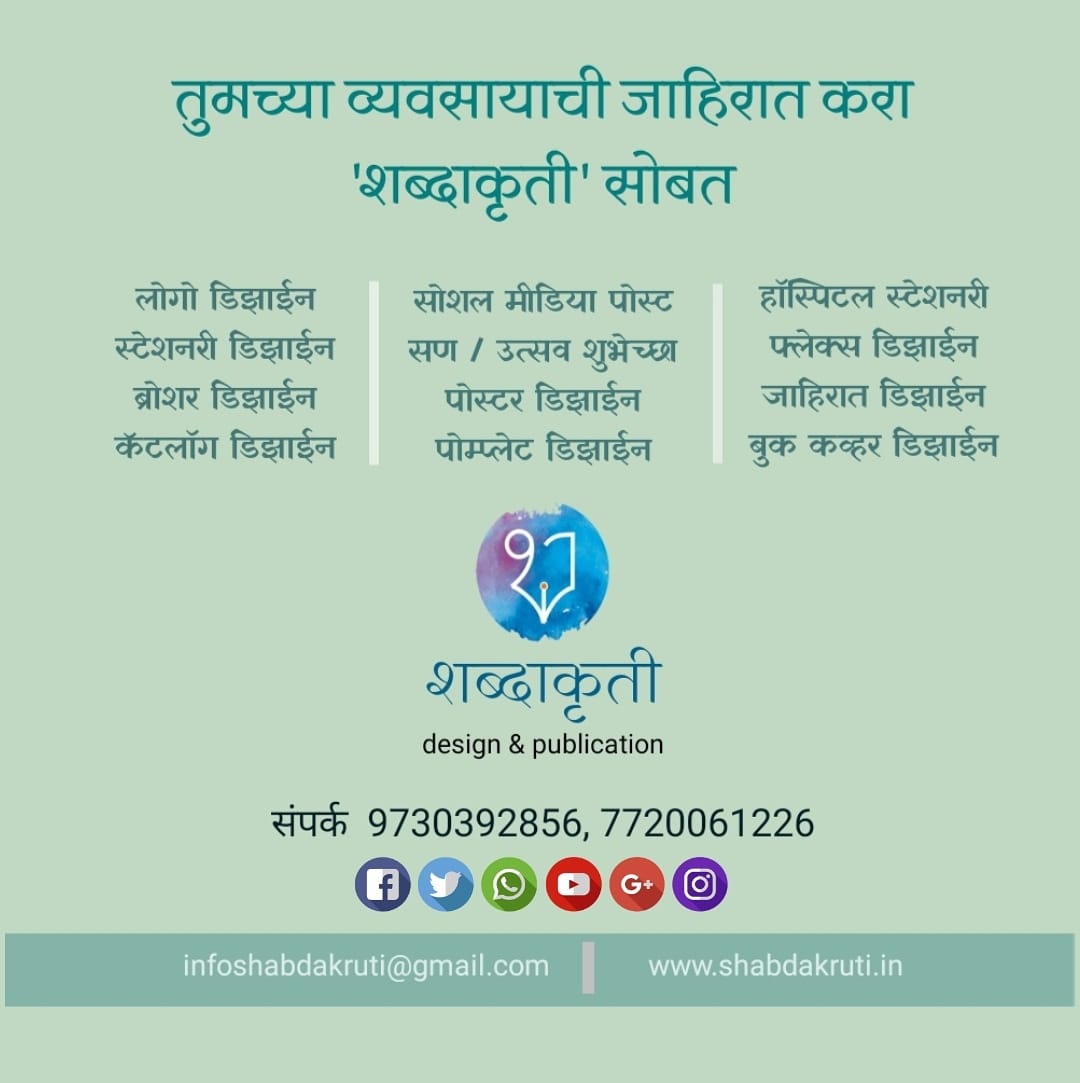 तुमच्या व्यवसायाची जाहिरात करा
'शब्दाकृती' सोबत
लोगो डिझाईन
स्टेशनरी डिझाईन
ब्रोशर डिझाईन
कॅटलॉग डिझाईन
सोशल मीडिया पोस्ट
सण / उत्सव शुभेच्छा
पोस्टर डिझाईन
पोम्प्लेट डिझाईन
हॉस्पिटल स्टेशनरी
फ्लेक्स डिझाईन
जाहिरात डिझाईन
बुक कव्हर डिझाईन
शब्दाकृती
design & publication
संपर्क 9730392856, 7720061226
infoshabdakruti@gmail.com
www.shabdakruti.in